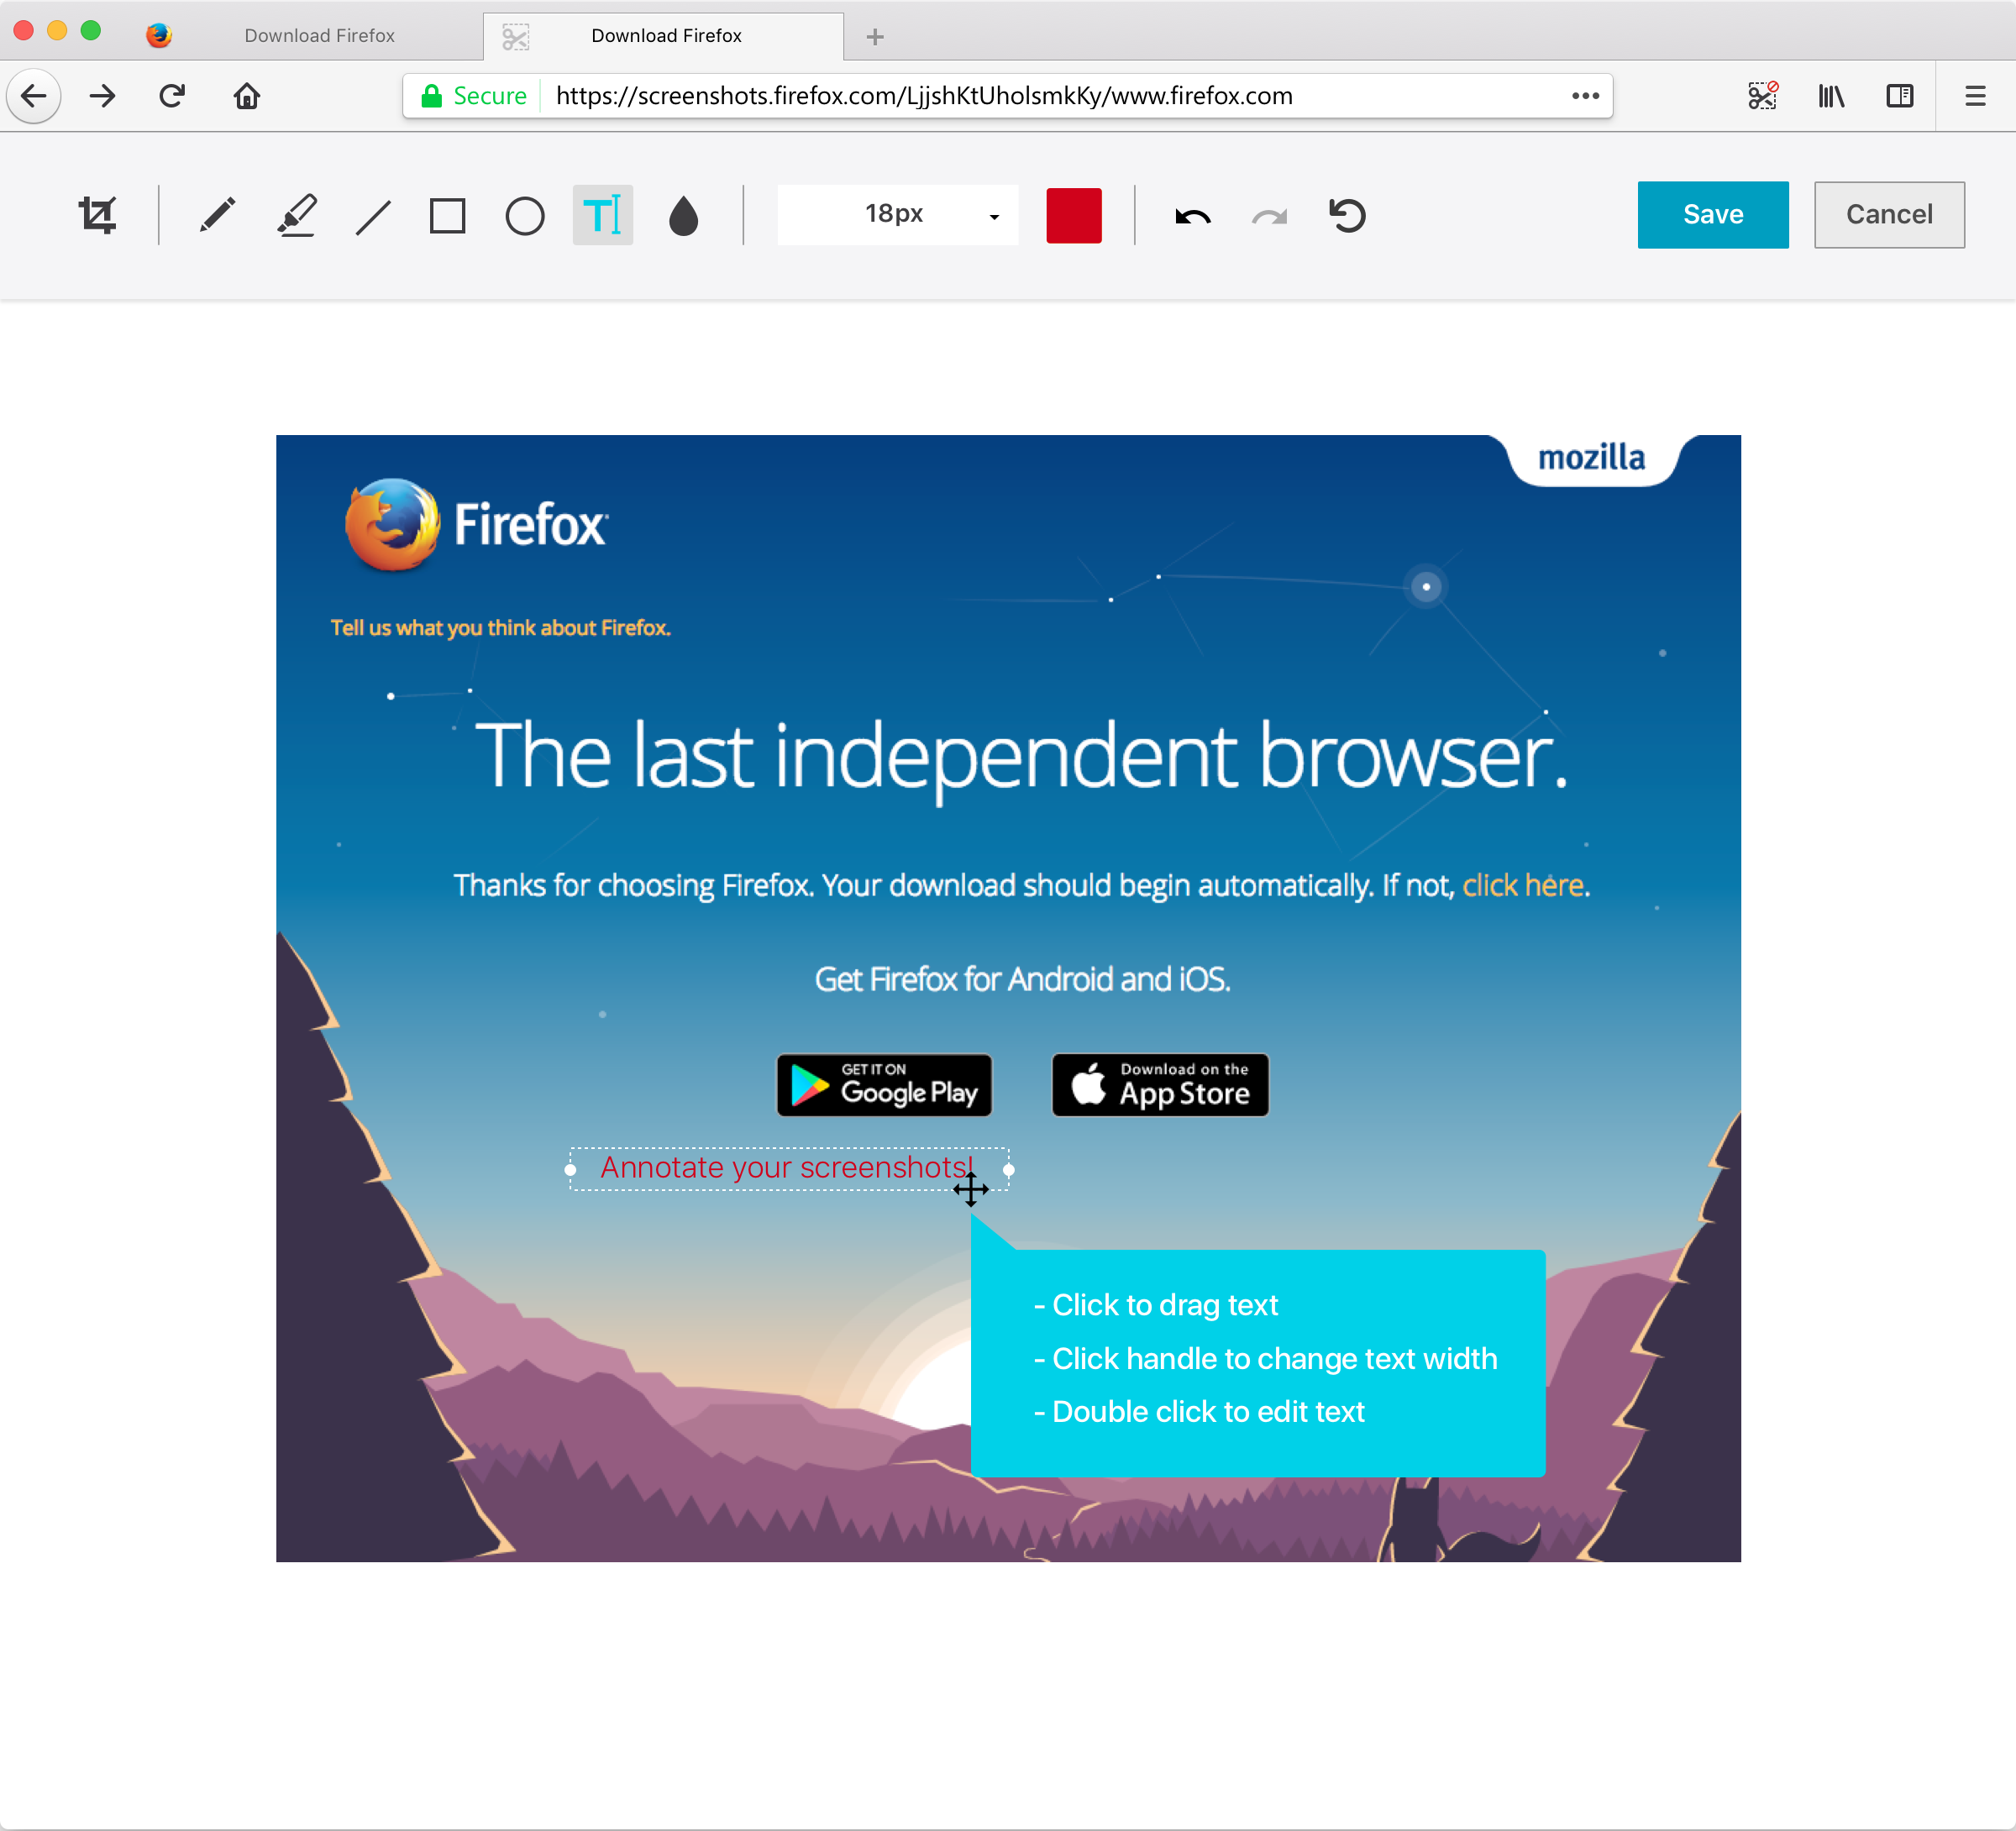 Download Firefox
Download Firefox
Secure
https://screenshots.firefox.com/LjjshKtUholsmkKy/www.firefox.com
T
18px
Save
Cancel
mozilla
Firefox
Tell us what you think about Firefox.
The last independent browser.
Thanks for choosing Firefox. Your download should begin automatically. If not, click here.
Get Firefox for Android and iOS.
GET IT ON
Google Play
Download on the
App Store
Annotate your screenshots!
- Click to drag text
- Click handle to change text width
- Double click to edit text